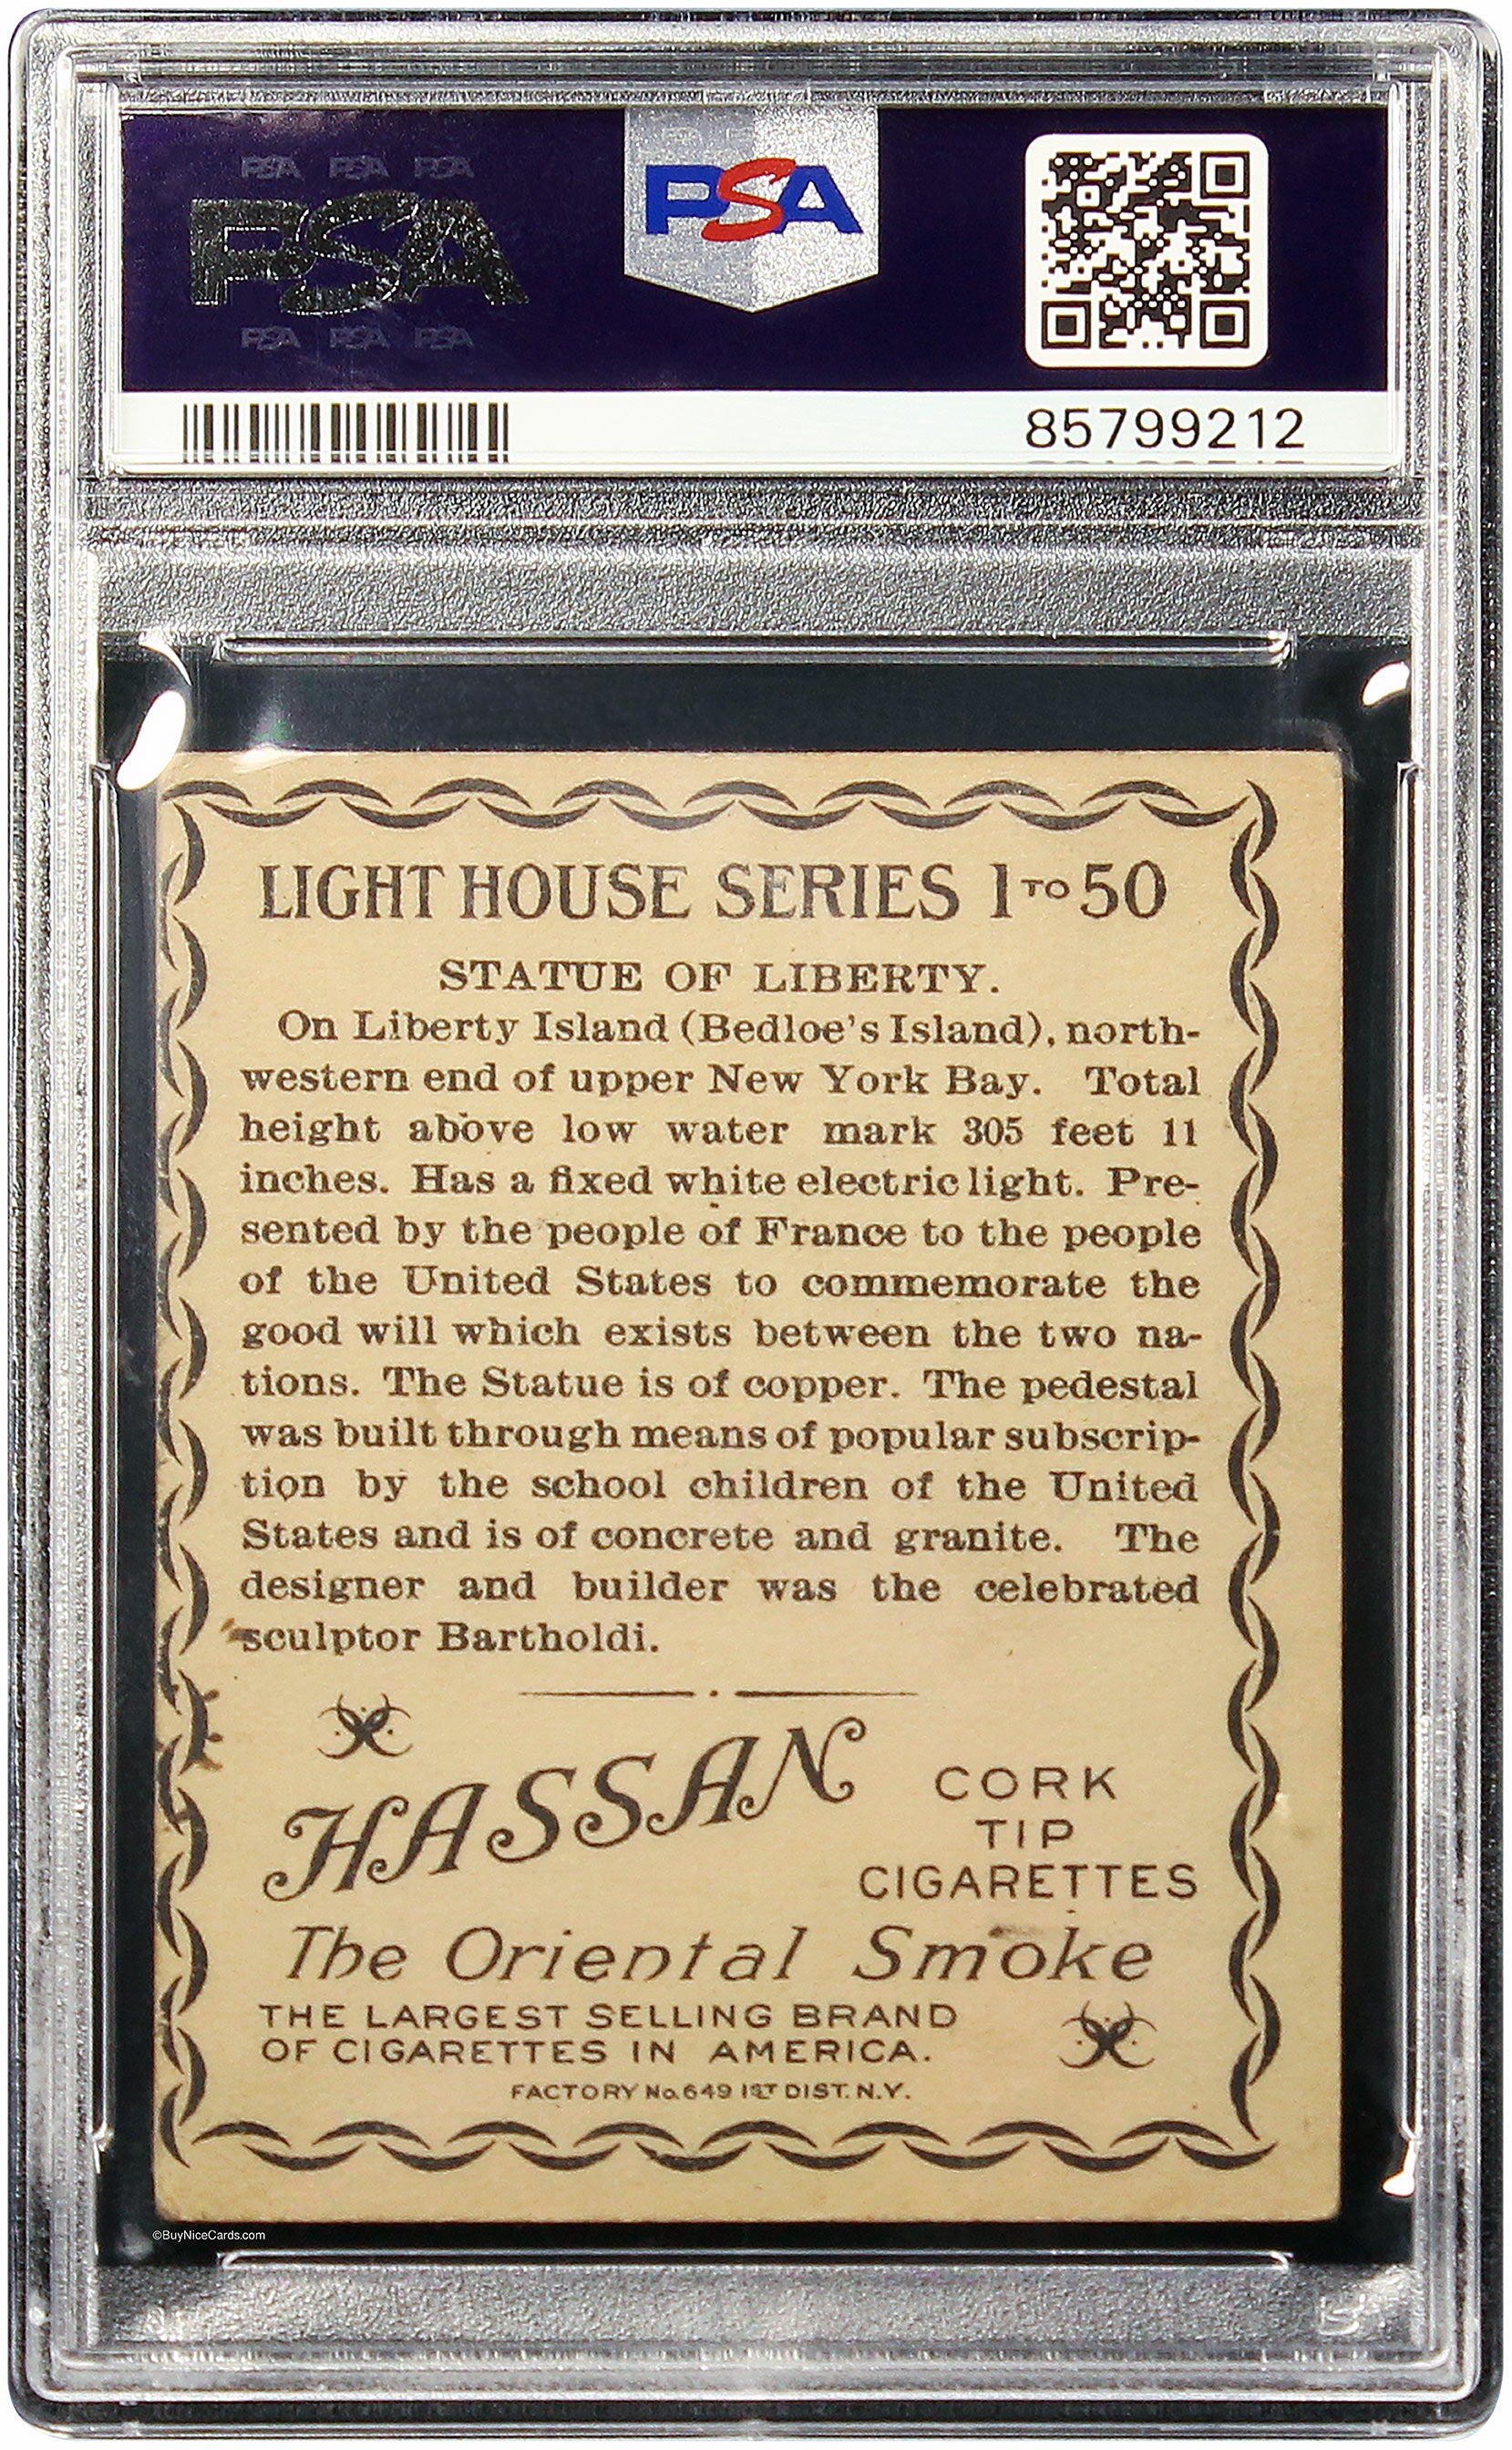 PSA PSA PSA
PSA
PSA PSA PSA
PSA
85799212
LIGHT HOUSE SERIES 1 TO 50
STATUE OF LIBERTY.
On Liberty Island (Bedloe's Island), north-
western end of upper New York Bay. Total
height above low water mark 305 feet 11
inches. Has a fixed white electric light. Pre-
sented by the people of France to the people
of the United States to commemorate the
good will which exists between the two na-
tions. The Statue is of copper. The pedestal
was built through means of popular subscrip-
tion by the school children of the United
States and is of concrete and granite. The
designer and builder was the celebrated
sculptor Bartholdi.
HASSAN
CORK
TIP
CIGARETTES
The Oriental Smoke
THE LARGEST SELLING BRAND
OF CIGARETTES IN AMERICA.
FACTORY No. 649 1ST DIST. N.Y.
©BuyNiceCards.com